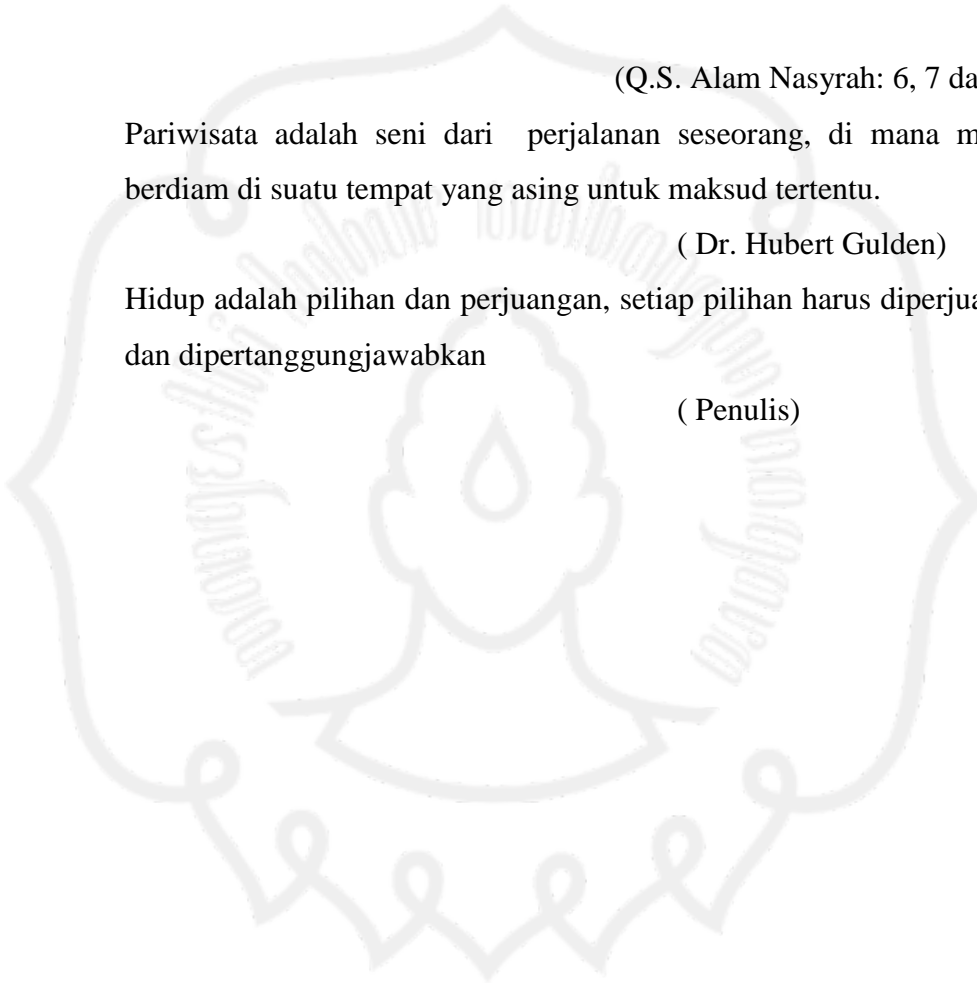 (Q.S. Alam Nasyrah: 6, 7 da
Pariwisata adalah seni dari perjalanan seseorang, di mana m
berdiam di suatu tempat yang asing untuk maksud tertentu.
( Dr. Hubert Gulden)
Hidup adalah pilihan dan perjuangan, setiap pilihan harus diperjua
dan dipertanggungjawabkan
( Penulis)